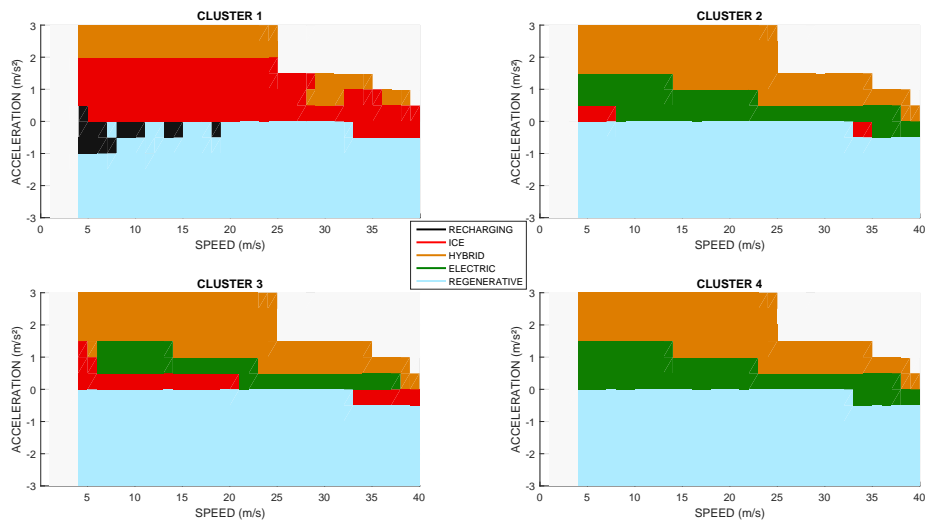 CLUSTER 1
3
2
1
0
-1
-2
-3
ACCELERATION (m/s²)
0 5 10 15 20 25 30 35 40
SPEED (m/s)
CLUSTER 2
3
2
1
0
-1
-2
-3
ACCELERATION (m/s²)
0 5 10 15 20 25 30 35 40
SPEED (m/s)
RECHARGING
ICE
HYBRID
ELECTRIC
REGENERATIVE
CLUSTER 3
3
2
1
0
-1
-2
-3
ACCELERATION (m/s²)
0 5 10 15 20 25 30 35 40
SPEED (m/s)
CLUSTER 4
3
2
1
0
-1
-2
-3
ACCELERATION (m/s²)
0 5 10 15 20 25 30 35 40
SPEED (m/s)